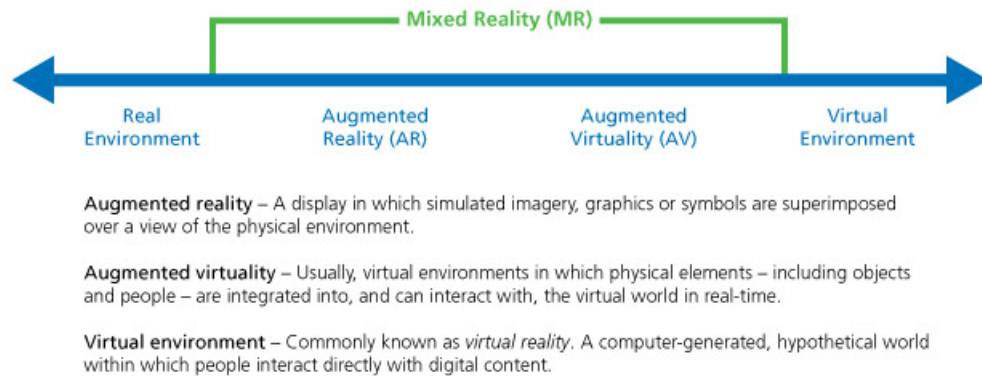 Mixed Reality (MR)
Real Environment
Augmented Reality (AR)
Augmented Virtuality (AV)
Virtual Environment
Augmented reality – A display in which simulated imagery, graphics or symbols are superimposed
over a view of the physical environment.
Augmented virtuality – Usually, virtual environments in which physical elements – including objects
and people – are integrated into, and can interact with, the virtual world in real-time.
Virtual environment – Commonly known as virtual reality. A computer-generated, hypothetical world
within which people interact directly with digital content.